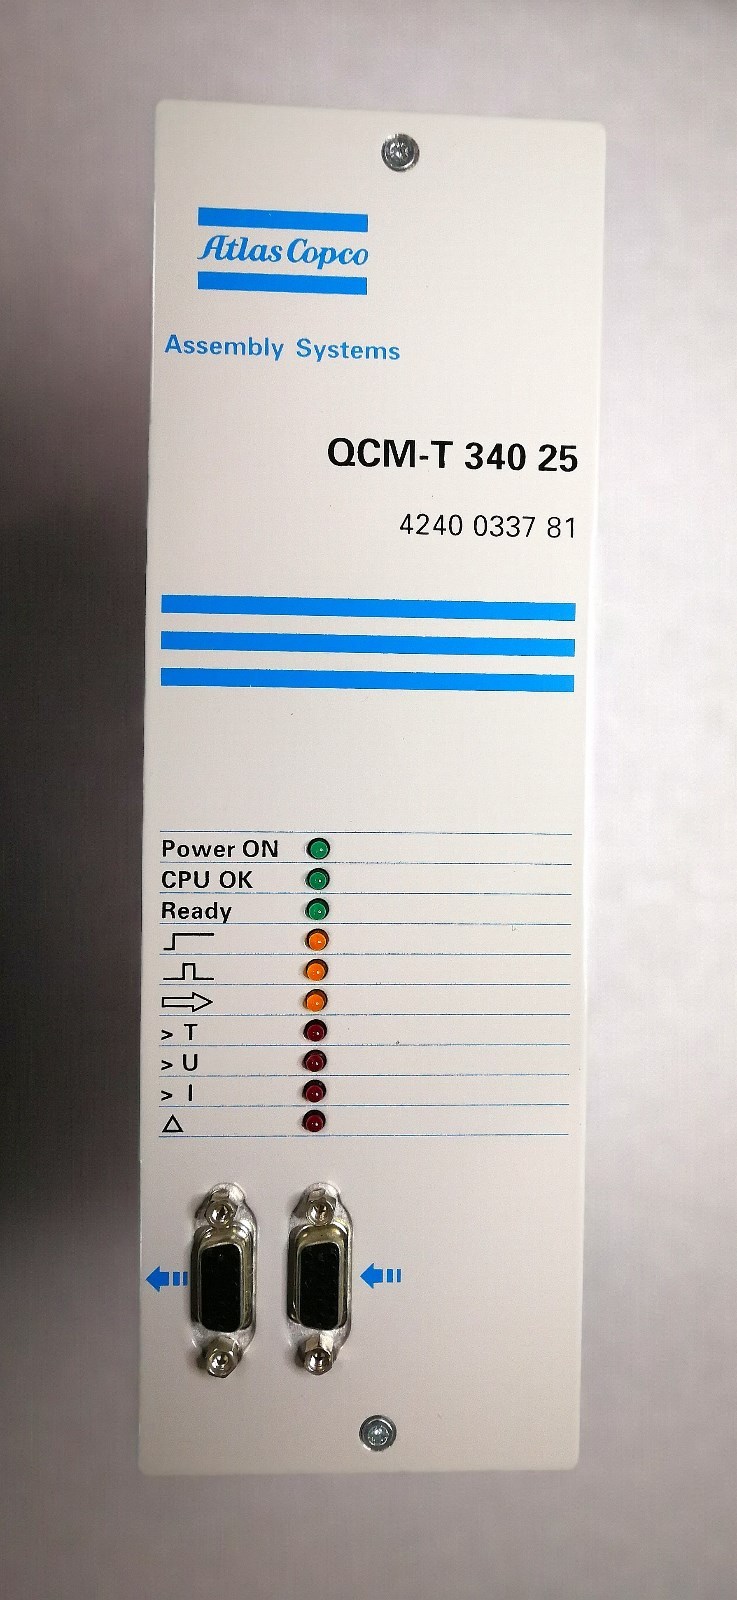 Atlas Copco
Assembly Systems
QCM-T 340 25
4240 0337 81
Power ON
CPU OK
Ready
> T
> U
> I